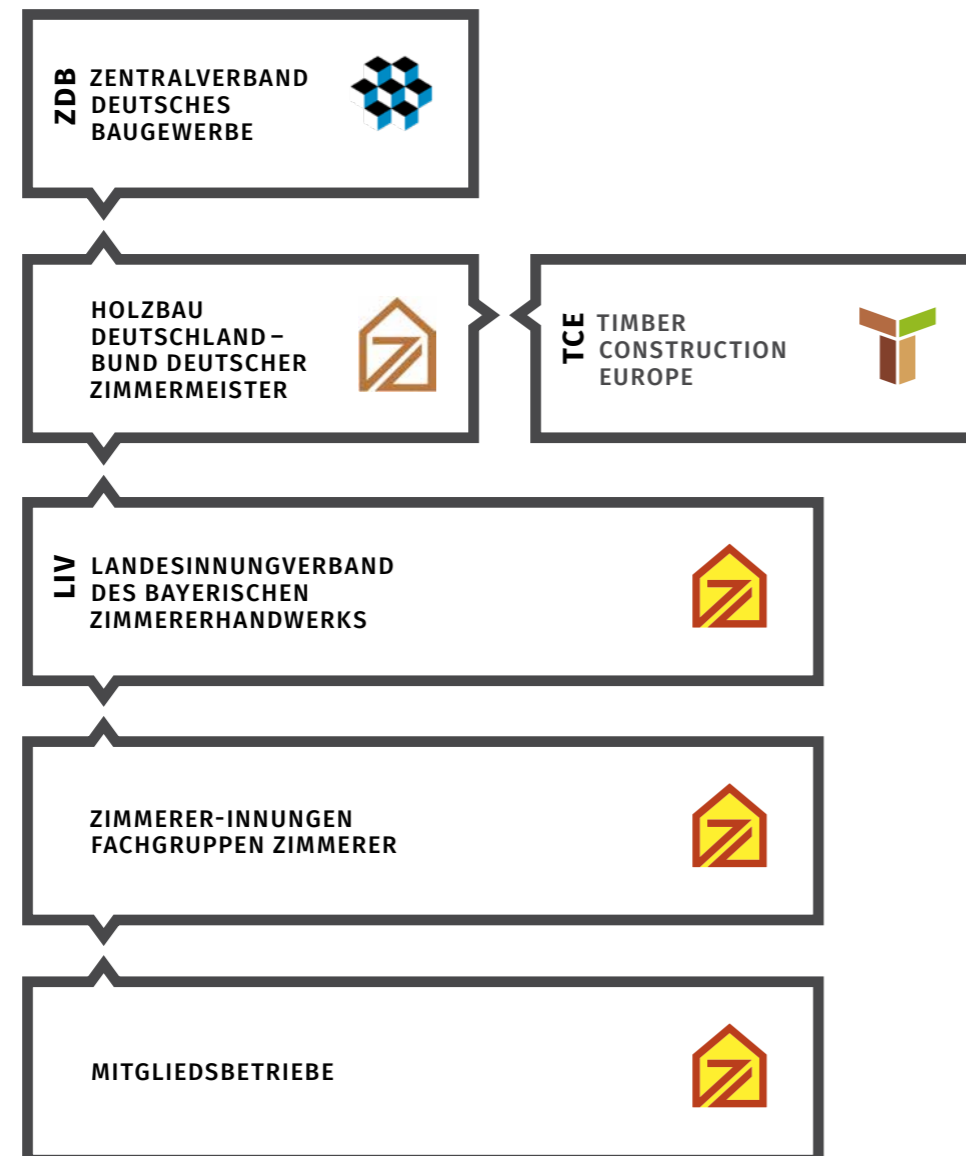 ZDB
ZENTRALVERBAND
DEUTSCHES
BAUGEWERBE
HOLZBAU
DEUTSCHLAND –
BUND DEUTSCHER
ZIMMERMEISTER
TCE
TIMBER
CONSTRUCTION
EUROPE
LIV
LANDESINNUNGVERBAND
DES BAYERISCHEN
ZIMMERERHANDWERKS
ZIMMERER-INNUNGEN
FACHGRUPPEN ZIMMERER
MITGLIEDSBETRIEBE